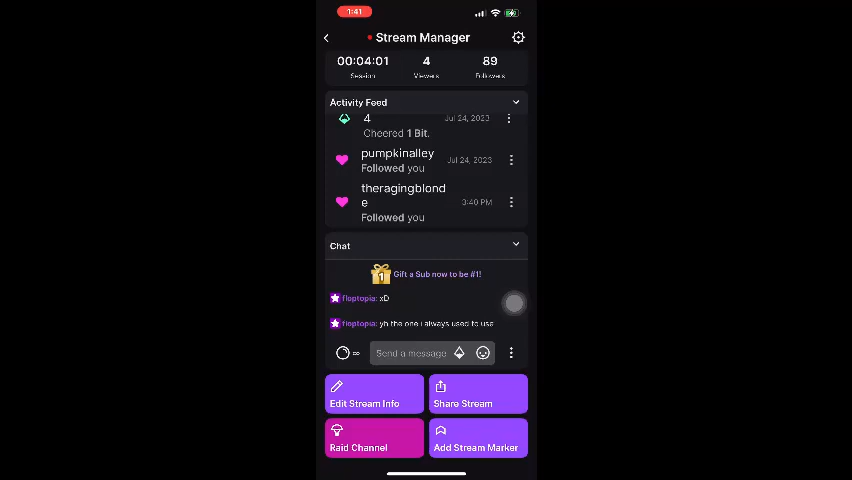 1:41
Stream Manager
00:04:01 4 89
Session Viewers Followers
Activity Feed
4 Jul 24, 2023
Cheered 1 Bit.
pumpkinalley Jul 24, 2023
Followed you
theragingblond
e 3:40 PM
Followed you
Chat
1 Gift a Sub now to be #1!
floptopia: xD
floptopia: yh the one i always used to use
∞ Send a message
Edit Stream Info Share Stream
Raid Channel Add Stream Marker